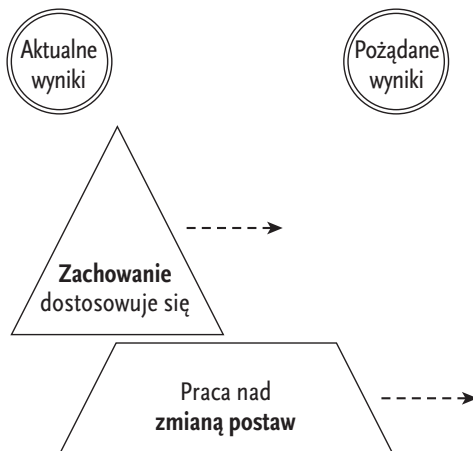 Aktualne
wyniki
Pożądane
wyniki
Zachowanie
dostosowuje się
Praca nad
zmianą postaw